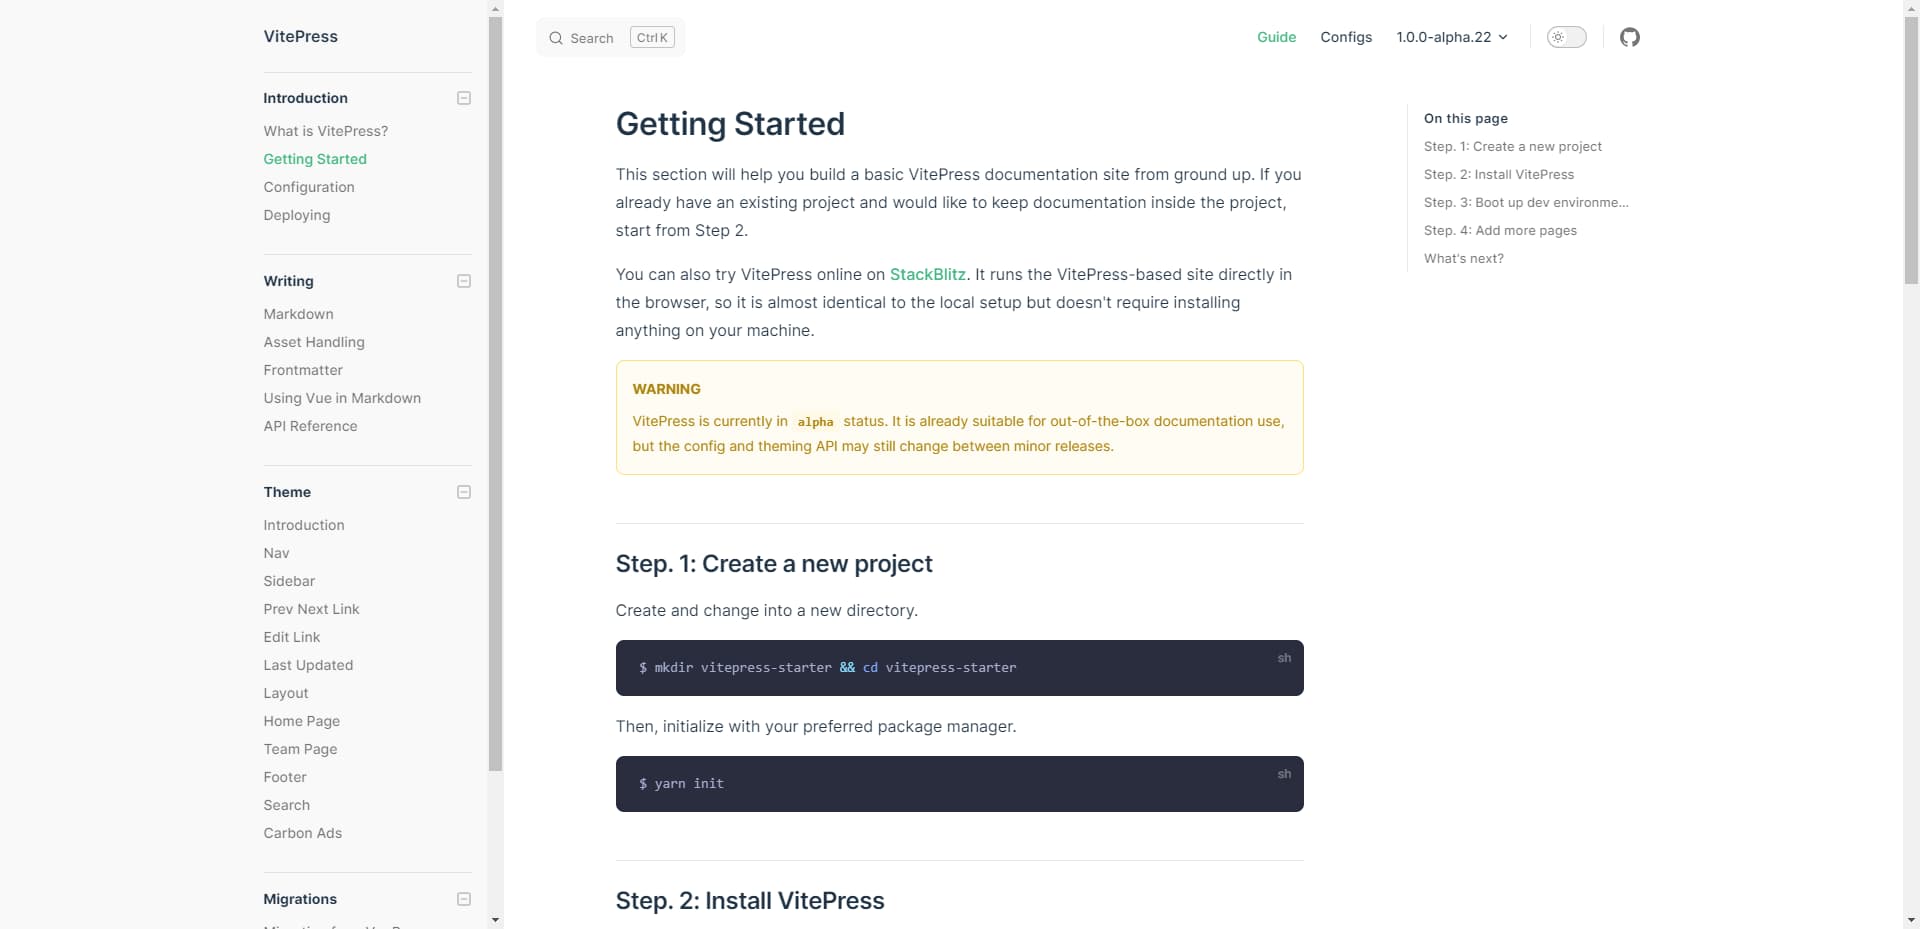 VitePress
Introduction
What is VitePress?
Getting Started
Configuration
Deploying
Writing
Markdown
Asset Handling
Frontmatter
Using Vue in Markdown
API Reference
Theme
Introduction
Nav
Sidebar
Prev Next Link
Edit Link
Last Updated
Layout
Home Page
Team Page
Footer
Search
Carbon Ads
Migrations
Search Ctrl K
Guide Configs 1.0.0-alpha.22
Getting Started
This section will help you build a basic VitePress documentation site from ground up. If you
already have an existing project and would like to keep documentation inside the project,
start from Step 2.
You can also try VitePress online on StackBlitz. It runs the VitePress-based site directly in
the browser, so it is almost identical to the local setup but doesn't require installing
anything on your machine.
WARNING
VitePress is currently in alpha status. It is already suitable for out-of-the-box documentation use,
but the config and theming API may still change between minor releases.
Step. 1: Create a new project
Create and change into a new directory.
sh
$ mkdir vitepress-starter && cd vitepress-starter
Then, initialize with your preferred package manager.
sh
$ yarn init
Step. 2: Install VitePress
On this page
Step. 1: Create a new project
Step. 2: Install VitePress
Step. 3: Boot up dev environme...
Step. 4: Add more pages
What's next?